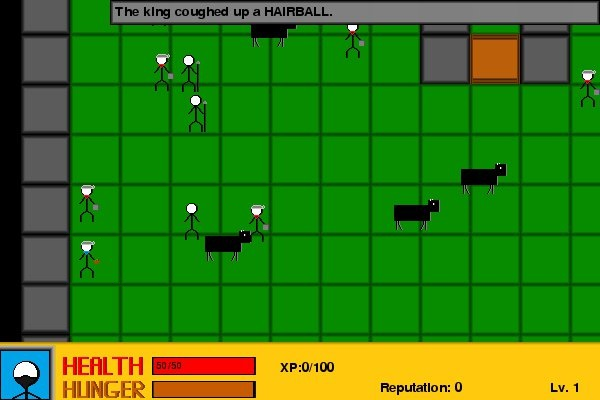 The king coughed up a HAIRBALL.
HEALTH 50/50 XP:0/100
HUNGER Reputation: 0 Lv. 1